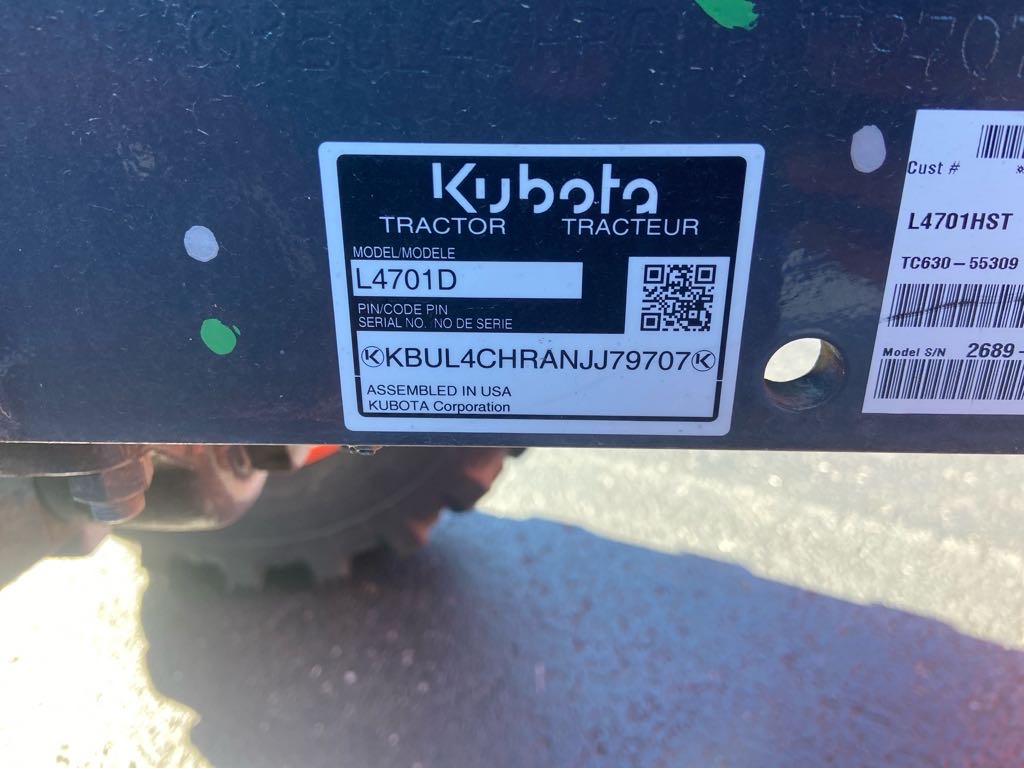 Kubota
TRACTOR TRACTEUR
MODEL/MODELE
L4701D
PIN/CODE PIN
SERIAL NO. NO DE SERIE
KKBUL4CHRANJJ79707K
ASSEMBLED IN USA
KUBOTA Corporation
Cust #
L4701HST
TC630-55309
Model S/N 2689-